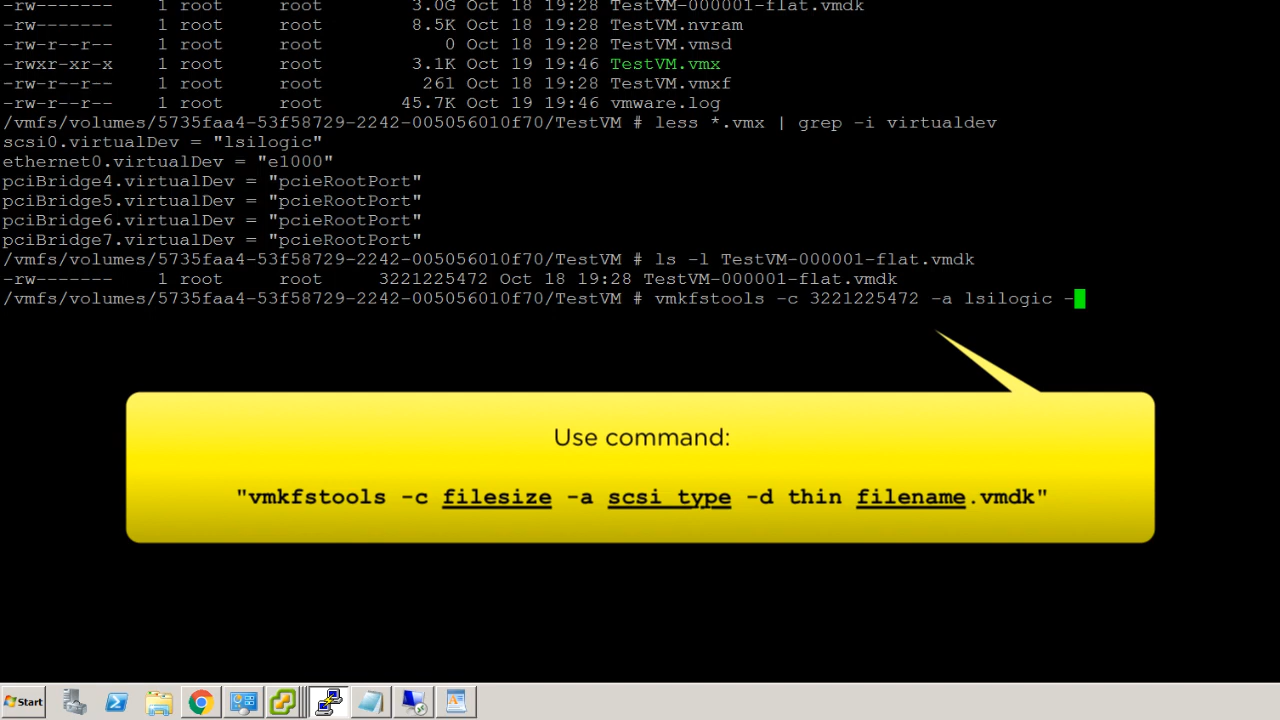 -rw------- 1 root root 3.0G Oct 18 19:28 TestVM-000001-flat.vmdk
-rw------- 1 root root 8.5K Oct 18 19:28 TestVM.nvram
-rw-r--r-- 1 root root 0 Oct 18 19:28 TestVM.vmsd
-rwxr-xr-x 1 root root 3.1K Oct 19 19:46 TestVM.vmx
-rw-r--r-- 1 root root 261 Oct 18 19:28 TestVM.vmxf
-rw-r--r-- 1 root root 45.7K Oct 19 19:46 vmware.log
/vmfs/volumes/5735faa4-53f58729-2242-005056010f70/TestVM # less *.vmx | grep -i virtualdev
scsi0.virtualDev = "lsilogic"
ethernet0.virtualDev = "e1000"
pciBridge4.virtualDev = "pcieRootPort"
pciBridge5.virtualDev = "pcieRootPort"
pciBridge6.virtualDev = "pcieRootPort"
pciBridge7.virtualDev = "pcieRootPort"
/vmfs/volumes/5735faa4-53f58729-2242-005056010f70/TestVM # ls -l TestVM-000001-flat.vmdk
-rw------- 1 root root 3221225472 Oct 18 19:28 TestVM-000001-flat.vmdk
/vmfs/volumes/5735faa4-53f58729-2242-005056010f70/TestVM # vmkfstools -c 3221225472 -a lsilogic -
Use command:
"vmkfstools -c filesize -a scsi_type -d thin filename.vmdk"
Start